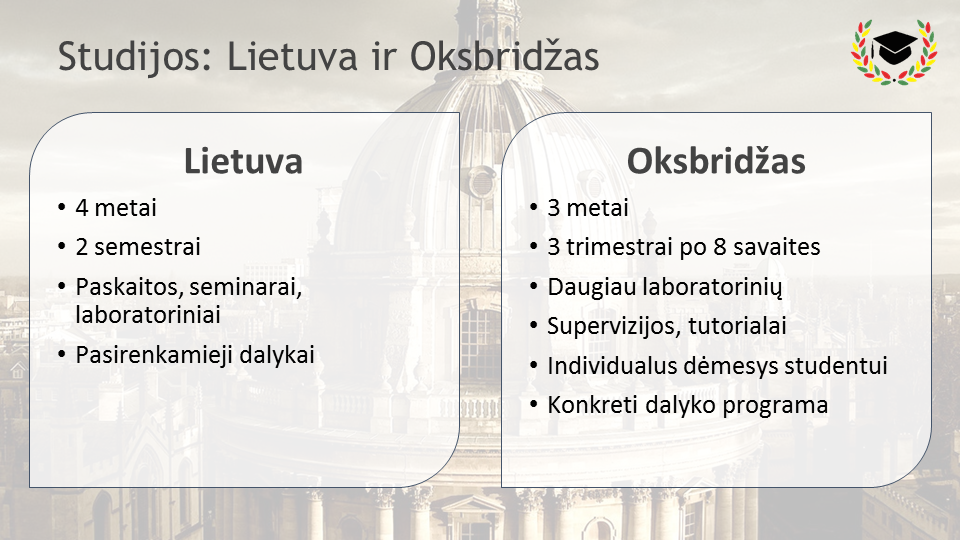 Studijos: Lietuva ir Oksbridžas
Lietuva
• 4 metai
• 2 semestrai
• Paskaitos, seminarai,
laboratoriniai
• Pasirenkamieji dalykai
Oksbridžas
• 3 metai
• 3 trimestrai po 8 savaites
• Daugiau laboratorinių
• Supervizijos, tutorialai
• Individualus dėmesys studentui
• Konkreti dalyko programa